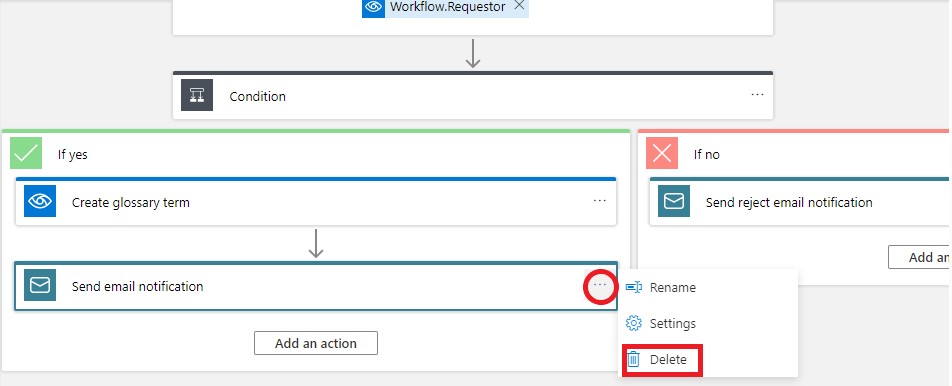 Workflow.Requestor
Condition
If yes
If no
Create glossary term
Send reject email notification
Add an
Send email notification
Rename
Settings
Delete
Add an action